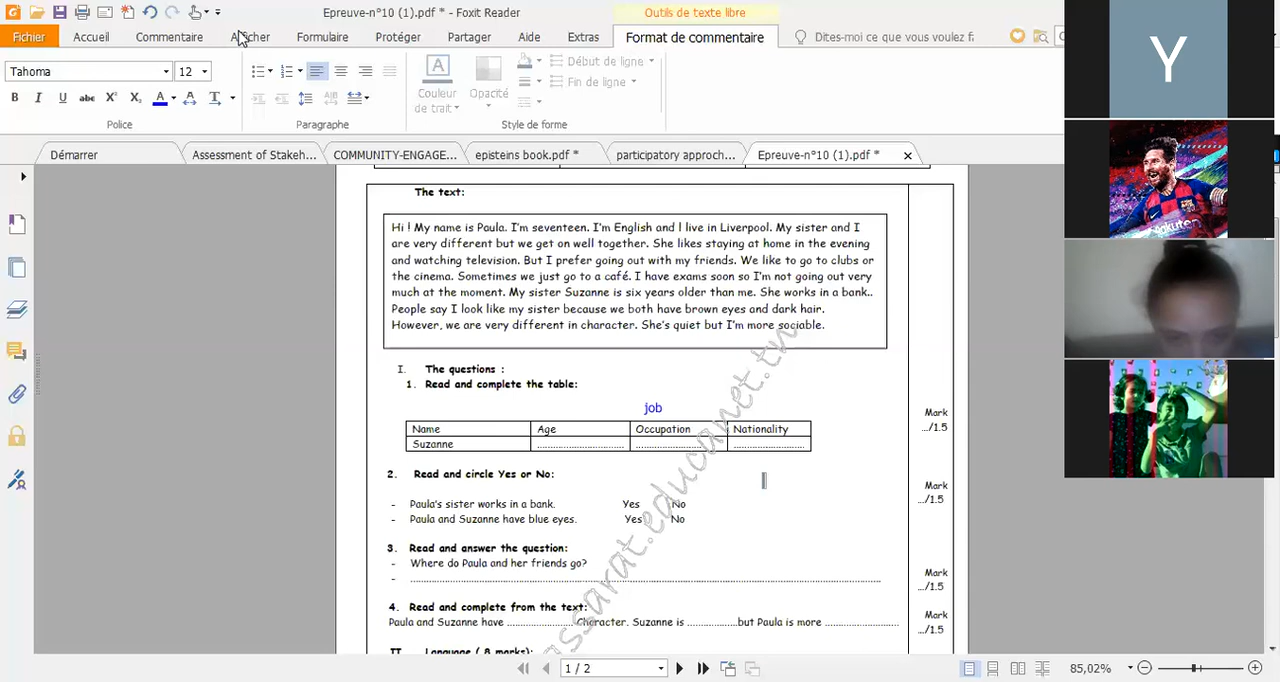 Epreuve-n°10 (1).pdf * - Foxit Reader
Outils de texte libre
Fichier Accueil Commentaire Afficher Formulaire Protéger Partager Aide Extras Format de commentaire Dites-moi ce que vous voulez fa
Tahoma 12
Couleur de trait
Opacité
Début de ligne
Fin de ligne
Police Paragraphe Style de forme
Démarrer Assessment of Stakeh... COMMUNITY-ENGAGE... episteins book.pdf * participatory approch... Epreuve-n°10 (1).pdf *
The text:
Hi ! My name is Paula. I'm seventeen. I'm English and I live in Liverpool. My sister and I
are very different but we get on well together. She likes staying at home in the evening
and watching television. But I prefer going out with my friends. We like to go to clubs or
the cinema. Sometimes we just go to a café. I have exams soon so I'm not going out very
much at the moment. My sister Suzanne is six years older than me. She works in a bank..
People say I look like my sister because we both have brown eyes and dark hair.
However, we are very different in character. She's quiet but I'm more sociable.
I. The questions :
1. Read and complete the table:
job
Mark
Name Age Occupation Nationality
.../1.5
Suzanne ........................... ..................... ......................
2. Read and circle Yes or No:
Mark
.../1.5
- Paula's sister works in a bank. Yes No
- Paula and Suzanne have blue eyes. Yes No
3. Read and answer the question:
- Where do Paula and her friends go?
Mark
- ....................................................................................................
.../1.5
4. Read and complete from the text:
Mark
Paula and Suzanne have .................. Character. Suzanne is ...............but Paula is more ......................
.../1.5
II. Language ( 8 marks):
assarat.educanet.tn
1 / 2
85,02%
Y
Rakuten